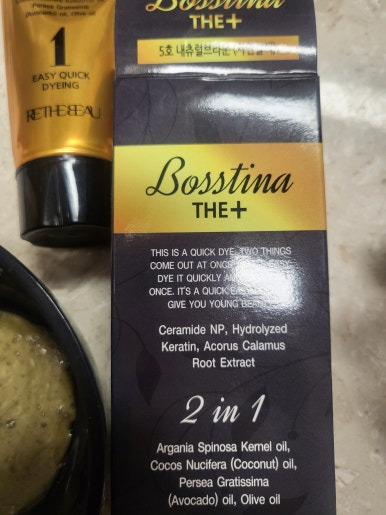 Persea Gratissima
(Avocado) oil, Olive oil
1
EASY QUICK
DYEING
RE:THE:BEAU
Bosstina
THE+
5호 내츄럴브라운
Bosstina
THE+
THIS IS A QUICK DYE, TWO THINGS
COME OUT AT ONCE
DYE IT QUICKLY
ONCE. IT'S A QUICK
GIVE YOU YOUNG
Ceramide NP, Hydrolyzed
Keratin, Acorus Calamus
Root Extract
2 in 1
Argania Spinosa Kernel oil,
Cocos Nucifera (Coconut) oil,
Persea Gratissima
(Avocado) oil, Olive oil